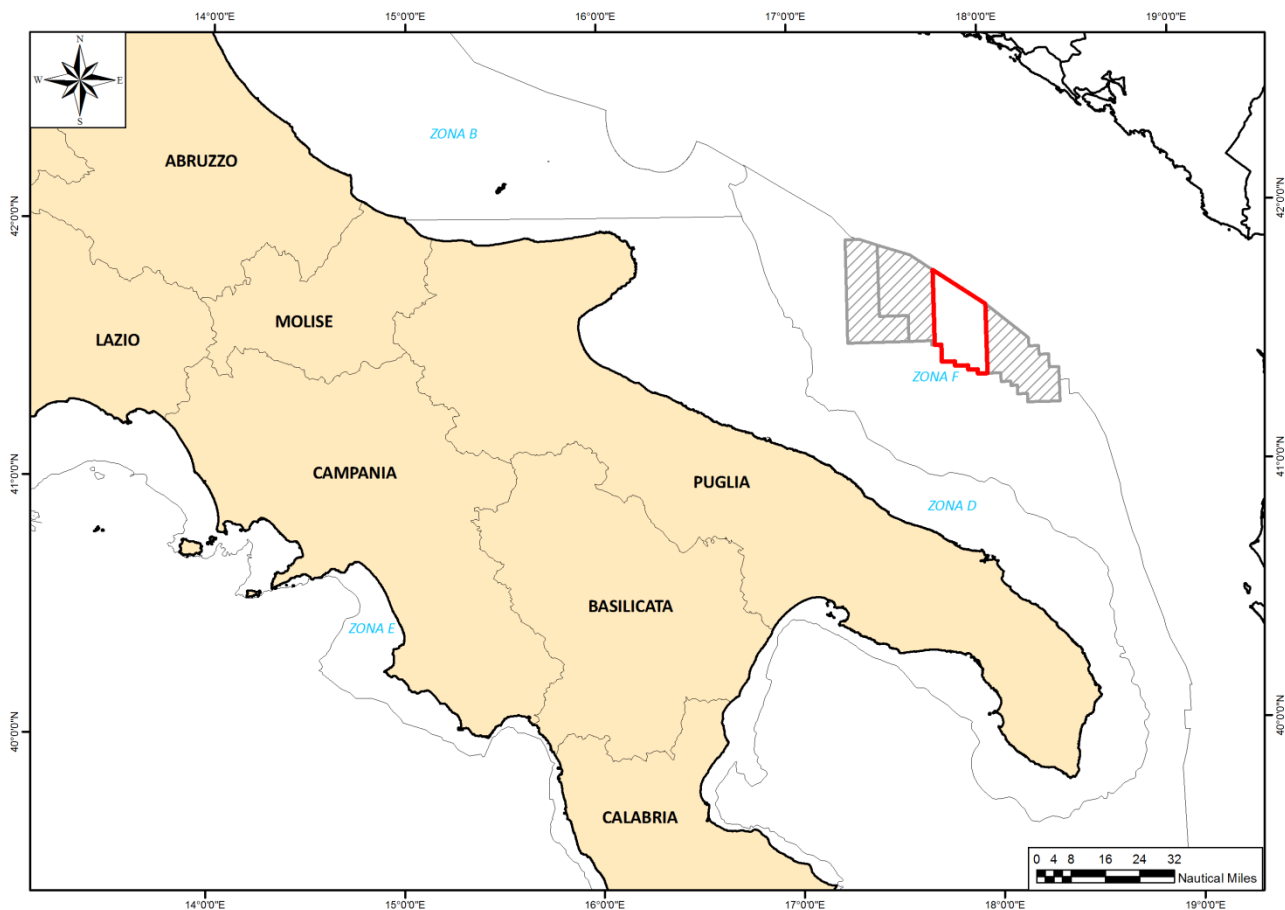 14°0'0"E 15°0'0"E 16°0'0"E 17°0'0"E 18°0'0"E 19°0'0"E
N
W E
S
ZONA B
ABRUZZO
42°0'0"N 42°0'0"N
MOLISE
LAZIO
ZONA F
41°0'0"N 41°0'0"N
CAMPANIA
PUGLIA
ZONA D
BASILICATA
ZONA E
40°0'0"N 40°0'0"N
CALABRIA
0 4 8 16 24 32
Nautical Miles
14°0'0"E 15°0'0"E 16°0'0"E 17°0'0"E 18°0'0"E 19°0'0"E